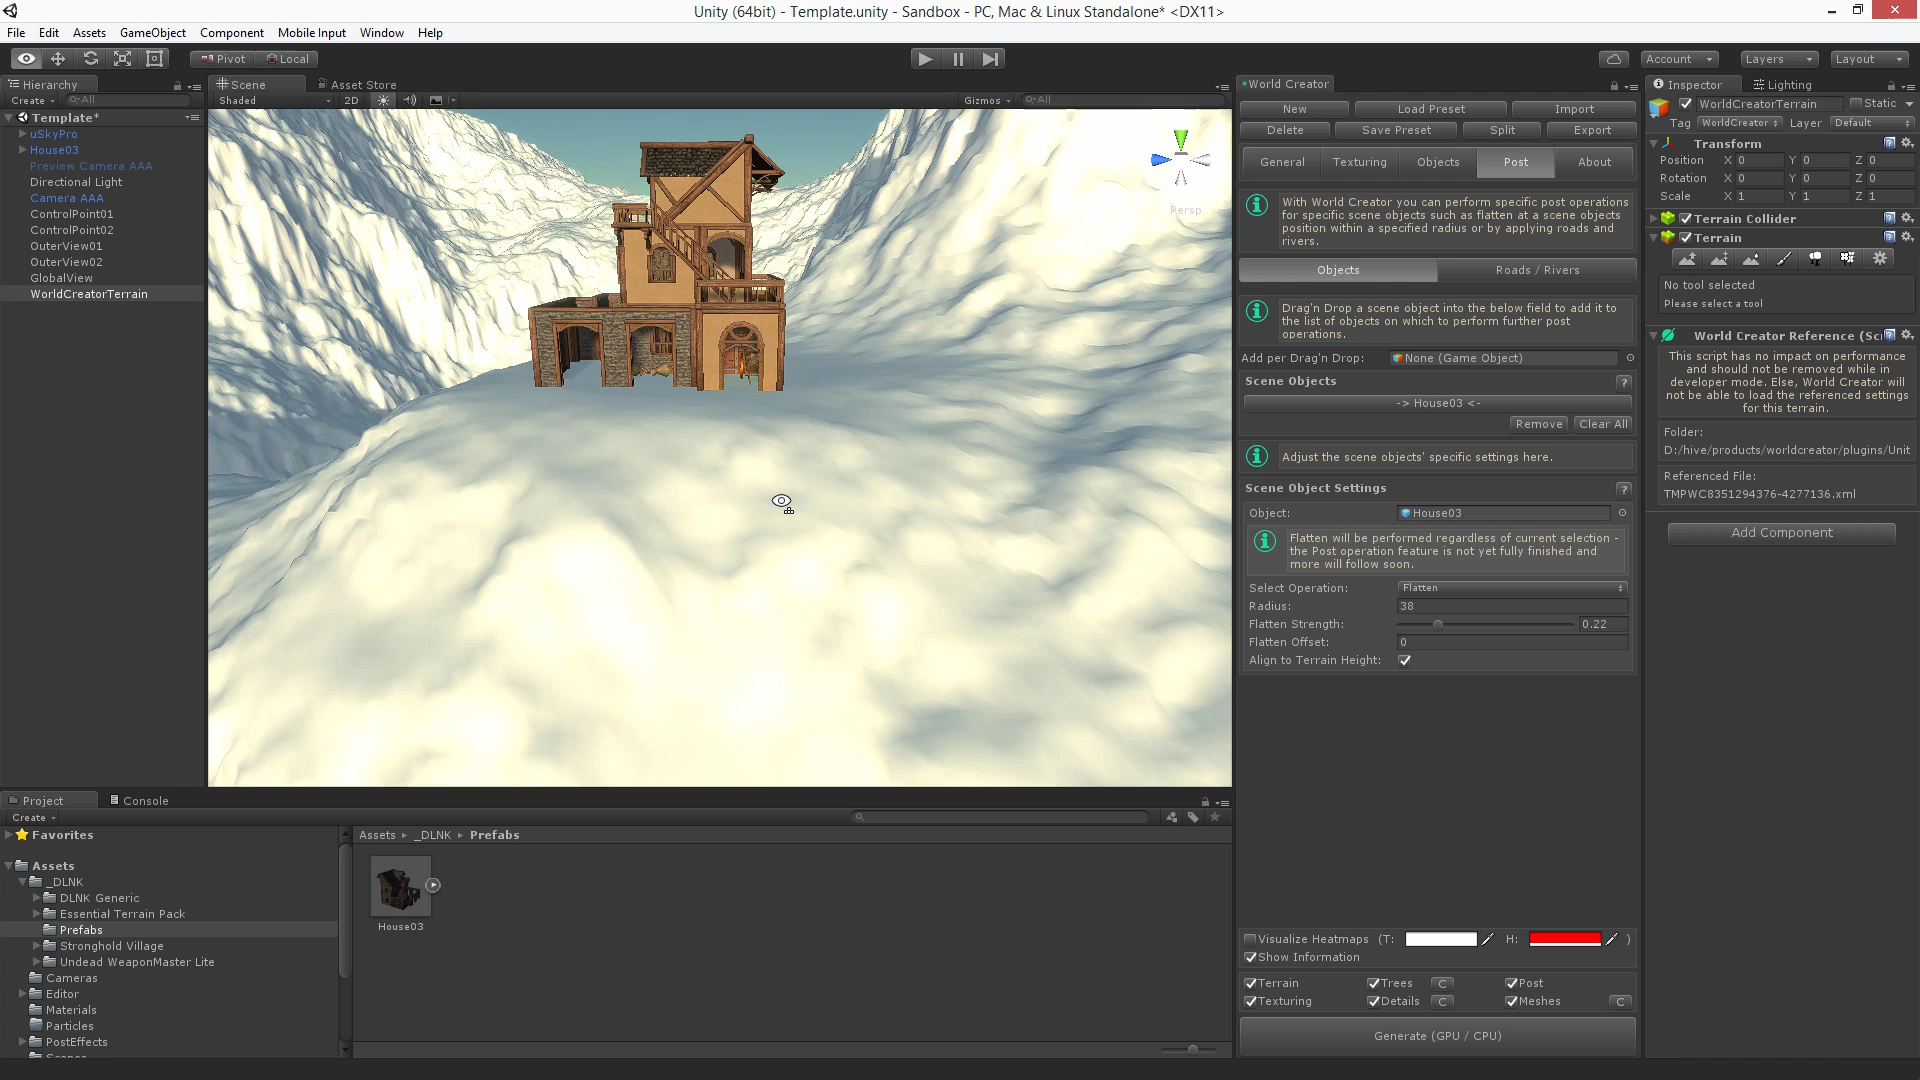 Unity (64bit) - Template.unity - Sandbox - PC, Mac & Linux Standalone* <DX11>
File Edit Assets GameObject Component Mobile Input Window Help
Pivot Local
Account Layers Layout
Hierarchy
Create All
Template*
uSkyPro
House03
Preview Camera AAA
Directional Light
Camera AAA
ControlPoint01
ControlPoint02
OuterView01
OuterView02
GlobalView
WorldCreatorTerrain
Scene Asset Store
Shaded 2D Gizmos All
Persp
World Creator
New Load Preset Import
Delete Save Preset Split Export
General Texturing Objects Post About
With World Creator you can perform specific post operations
for specific scene objects such as flatten at a scene objects
position within a specified radius or by applying roads and
rivers.
Objects Roads / Rivers
Drag'n Drop a scene object into the below field to add it to
the list of objects on which to perform further post
operations.
Add per Drag'n Drop: None (Game Object)
Scene Objects ?
-> House03 <-
Remove Clear All
Adjust the scene objects' specific settings here.
Scene Object Settings ?
Object: House03
Flatten will be performed regardless of current selection -
the Post operation feature is not yet fully finished and
more will follow soon.
Select Operation: Flatten
Radius: 38
Flatten Strength: 0.22
Flatten Offset: 0
Align to Terrain Height:
Visualize Heatmaps (T: H: )
Show Information
Terrain Trees C Post
Texturing Details C Meshes C
Generate (GPU / CPU)
Inspector Lighting
WorldCreatorTerrain Static
Tag WorldCreator Layer Default
Transform
Position X 0 Y 0 Z 0
Rotation X 0 Y 0 Z 0
Scale X 1 Y 1 Z 1
Terrain Collider
Terrain
No tool selected
Please select a tool
World Creator Reference (Sc
This script has no impact on performance
and should not be removed while in
developer mode. Else, World Creator will
not be able to load the referenced settings
for this terrain.
Folder:
D:/hive/products/worldcreator/plugins/Unit
Referenced File:
TMPWC8351294376-4277136.xml
Add Component
Project Console
Create
Favorites
Assets
_DLNK
DLNK Generic
Essential Terrain Pack
Prefabs
Stronghold Village
Undead WeaponMaster Lite
Cameras
Editor
Materials
Particles
PostEffects
Assets _DLNK Prefabs
House03